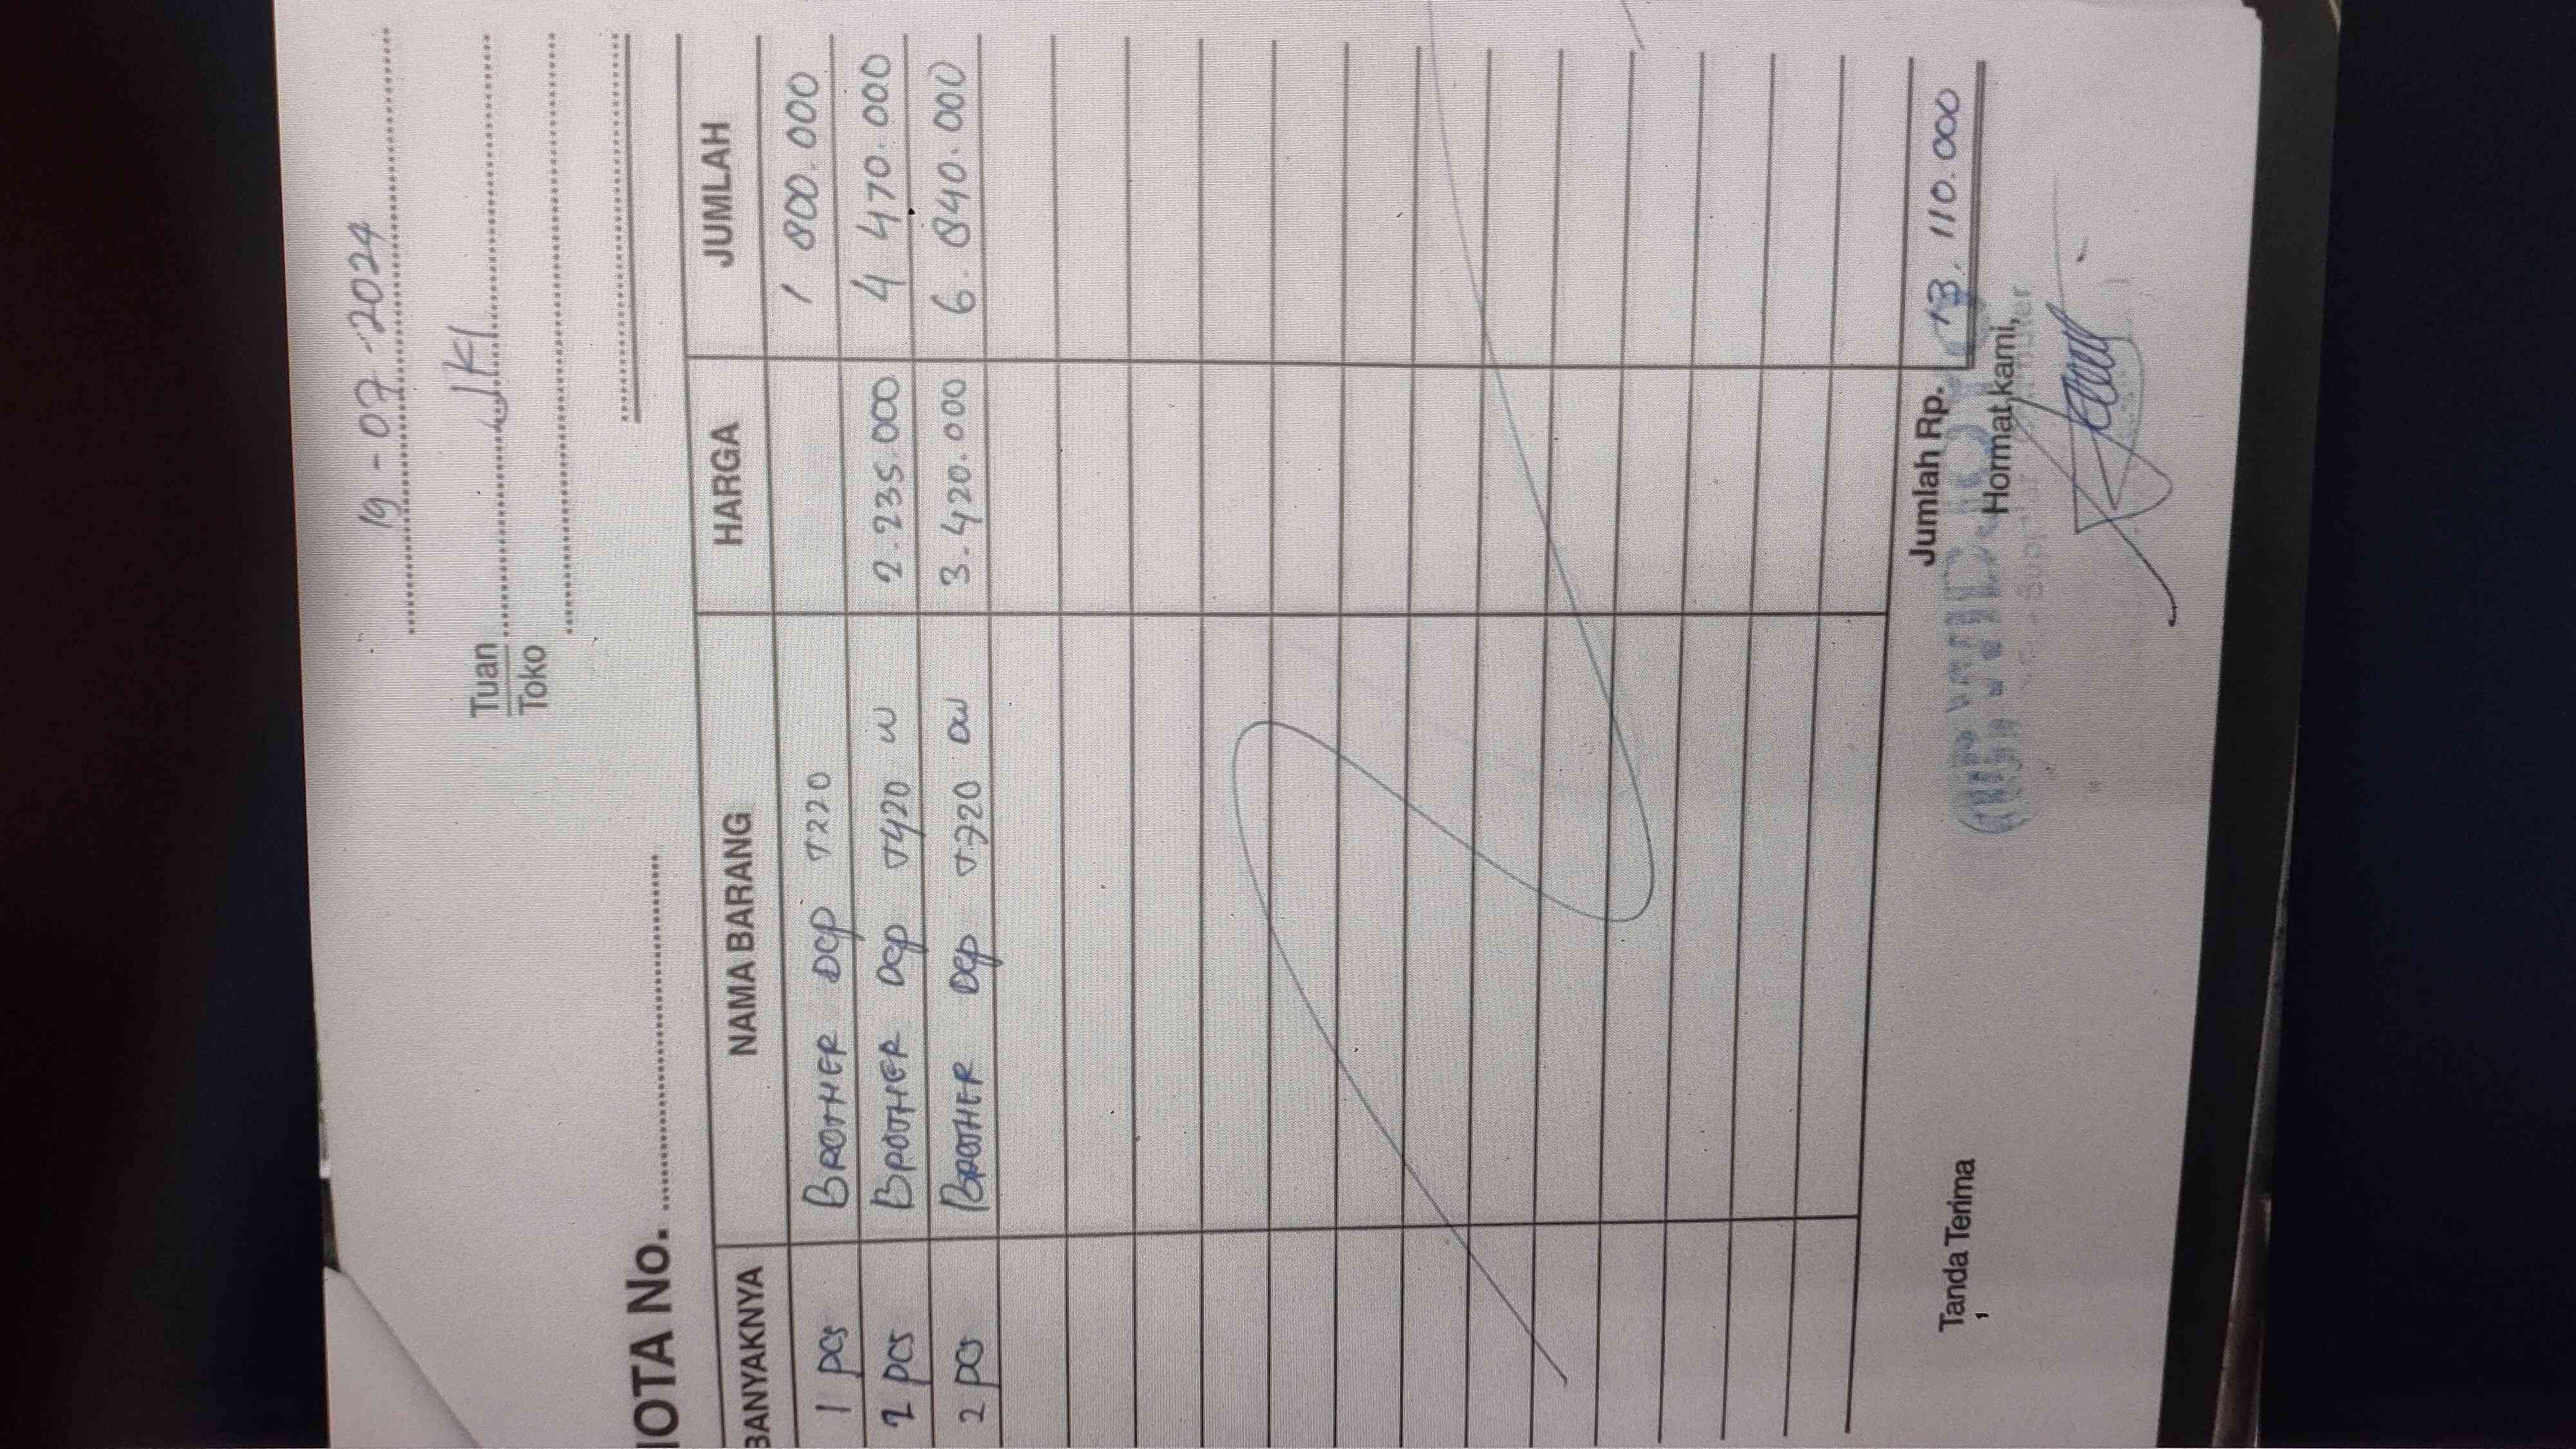 19-07-2024
Tuan
Toko
NOTA No.
BANYAKNYA NAMA BARANG HARGA JUMLAH
1 pcs BROTHER DCP T220 1 800.000
2 pcs BROTHER DCP T420 W 2.235.000 4 470.000
2 pcs BROTHER DCP T720 DW 3.420.000 6.840.000
Jumlah Rp. 13.110.000
Tanda Terima Hormat kami,